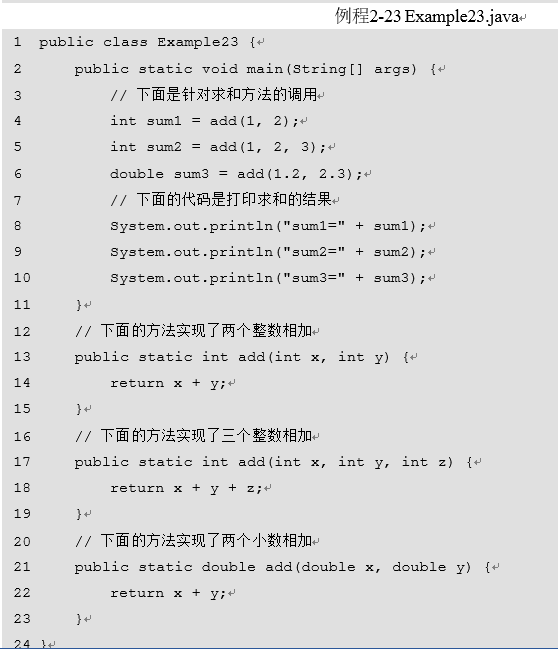 例程2-23 Example23.java↵
1 public class Example23 {↵
2     public static void main(String[] args) {↵
3         // 下面是针对求和方法的调用↵
4         int sum1 = add(1, 2);↵
5         int sum2 = add(1, 2, 3);↵
6         double sum3 = add(1.2, 2.3);↵
7         // 下面的代码是打印求和的结果↵
8         System.out.println("sum1=" + sum1);↵
9         System.out.println("sum2=" + sum2);↵
10         System.out.println("sum3=" + sum3);↵
11     }↵
12     // 下面的方法实现了两个整数相加↵
13     public static int add(int x, int y) {↵
14         return x + y;↵
15     }↵
16     // 下面的方法实现了三个整数相加↵
17     public static int add(int x, int y, int z) {↵
18         return x + y + z;↵
19     }↵
20     // 下面的方法实现了两个小数相加↵
21     public static double add(double x, double y) {↵
22         return x + y;↵
23     }↵
24 }↵